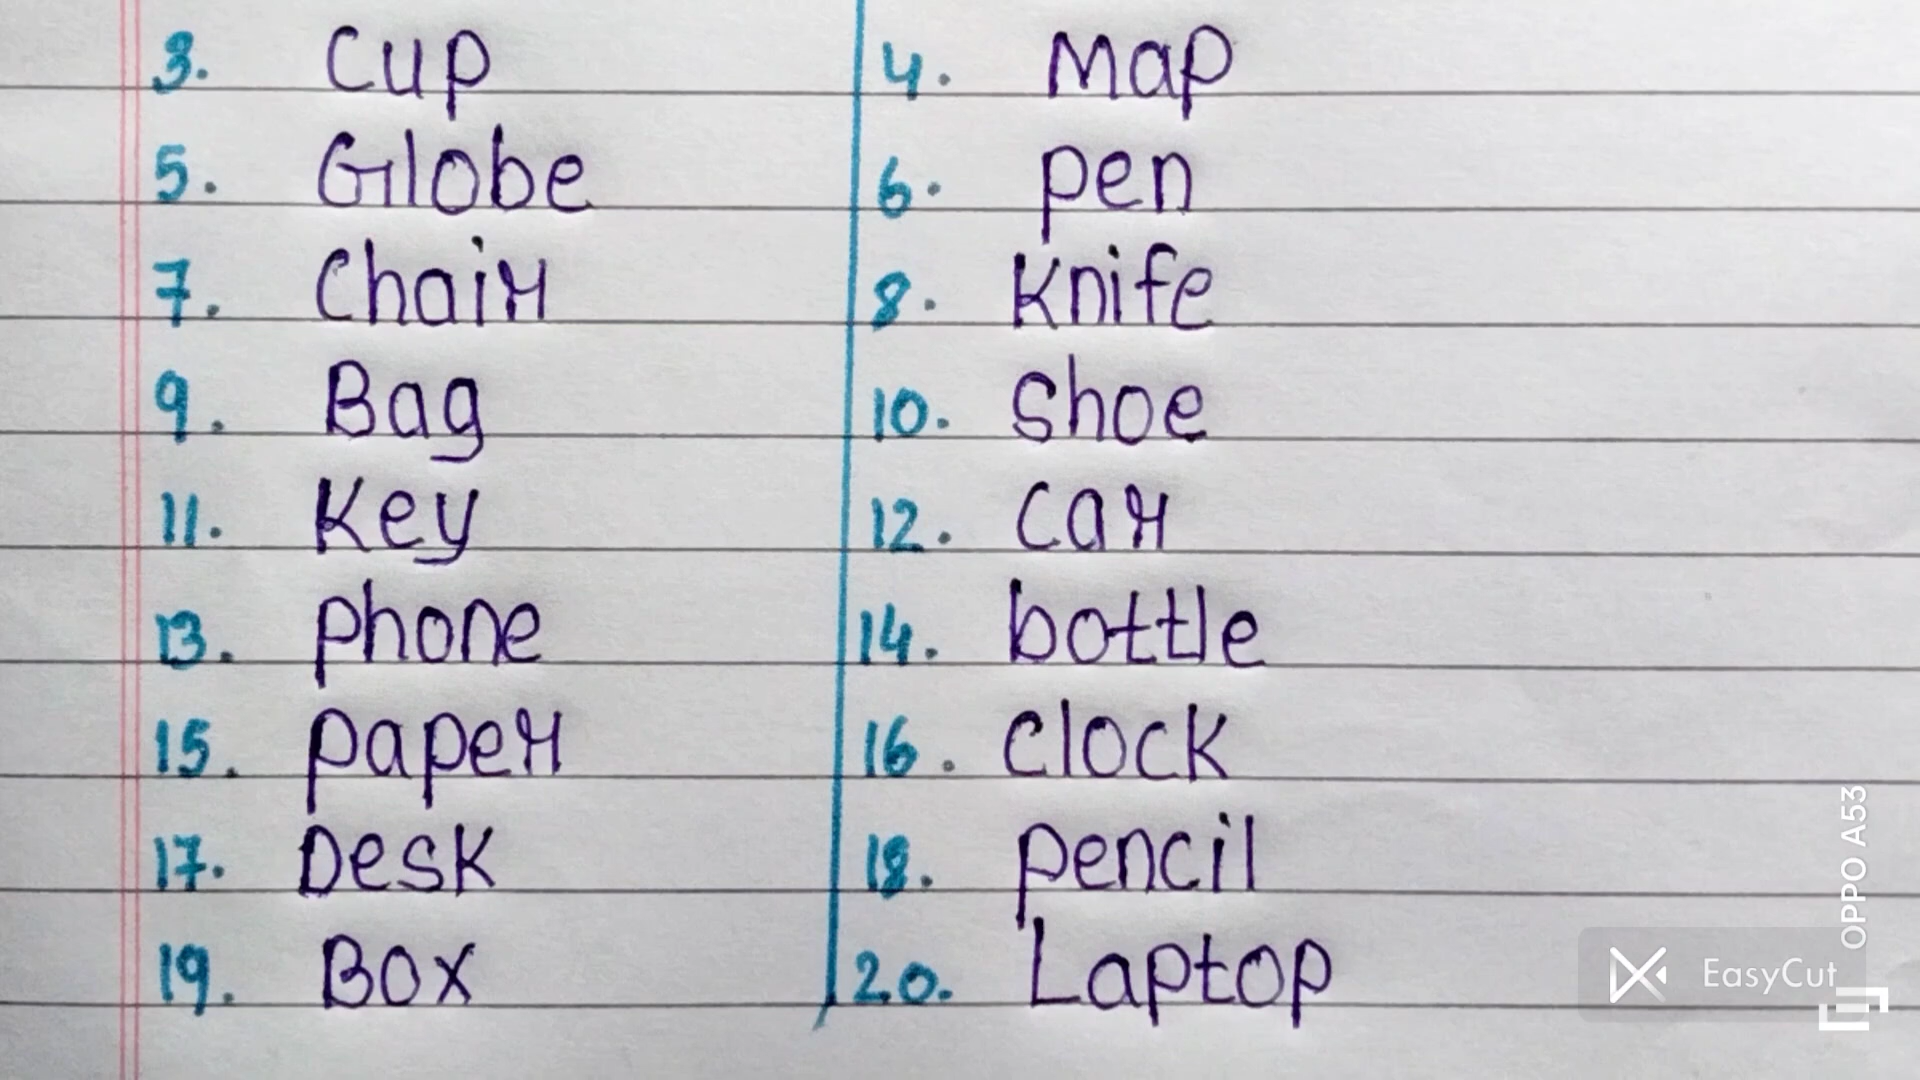 3. Cup 4. Map
5. Globe 6. pen
7. Chair 8. Knife
9. Bag 10. Shoe
11. Key 12. Car
13. phone 14. bottle
15. paper 16. Clock
17. Desk 18. pencil
19. Box 20. Laptop
OPPO A53
EasyCut